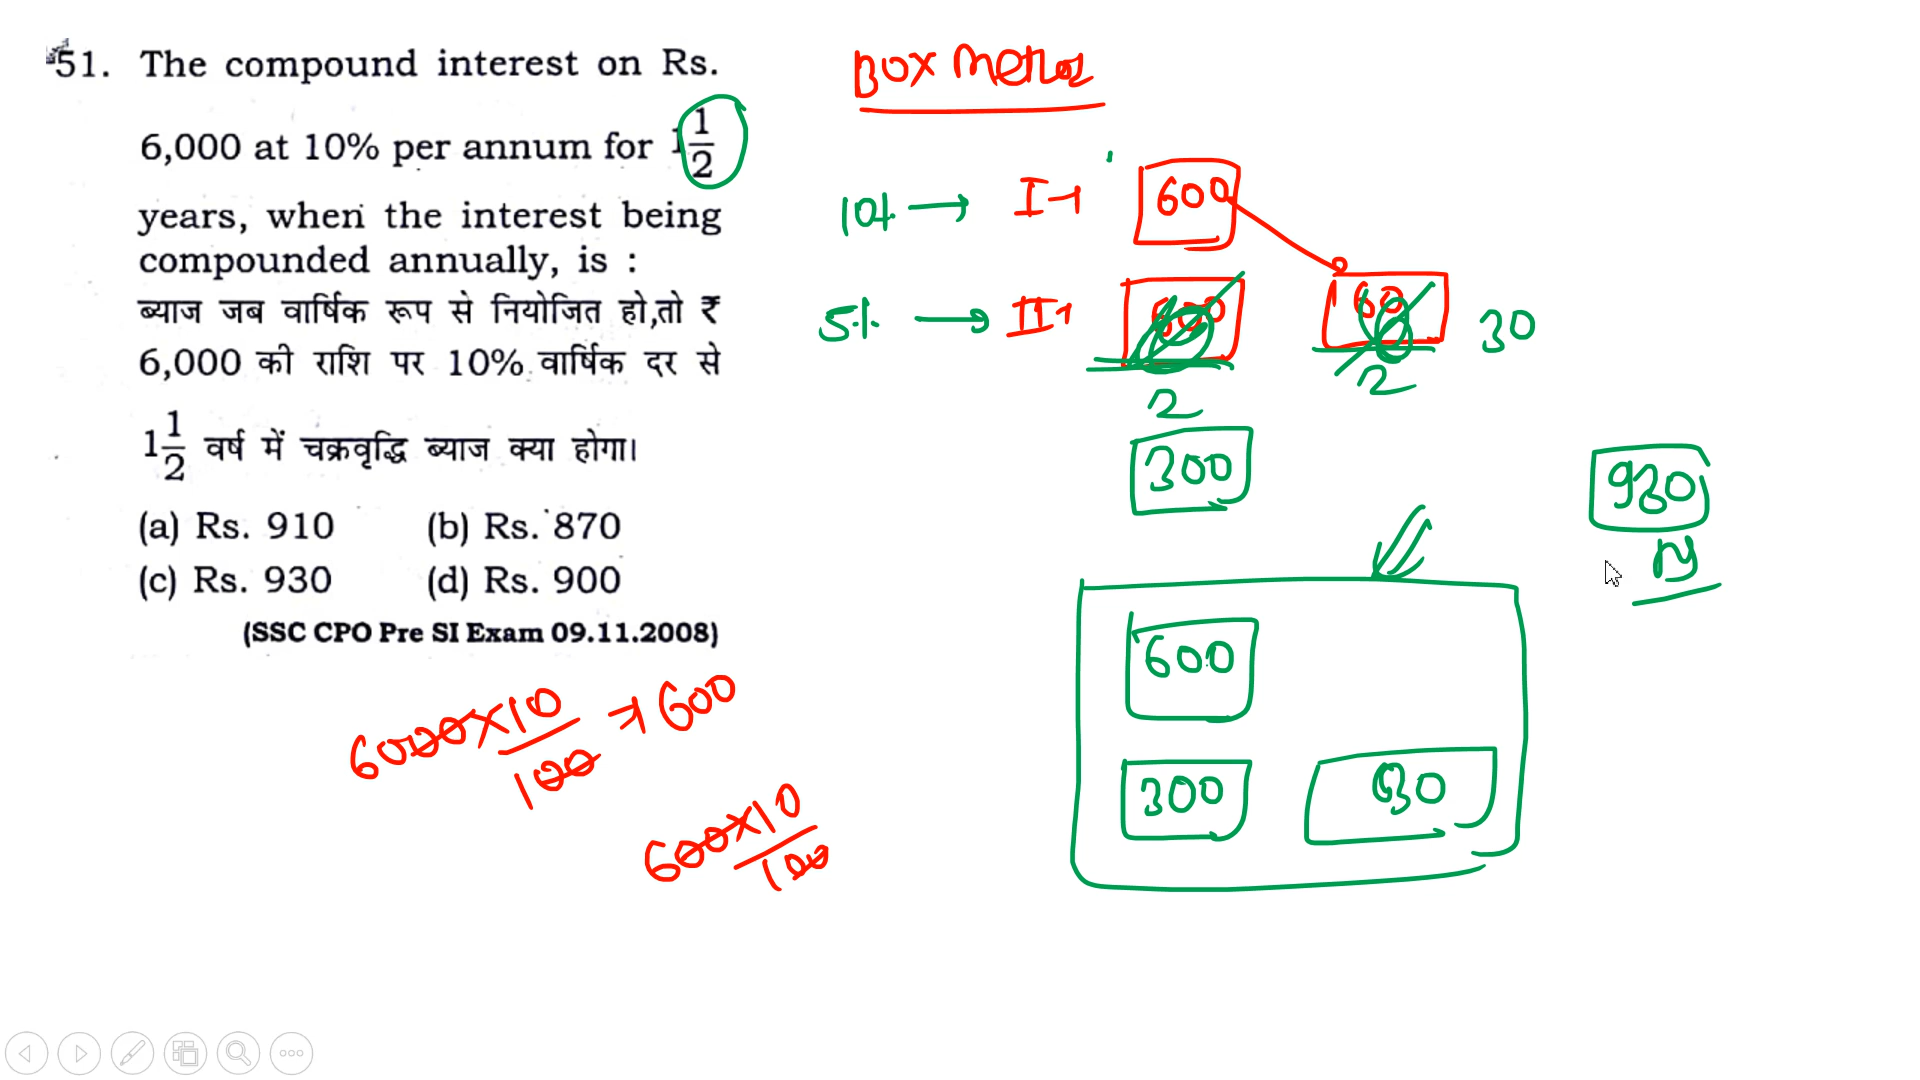 51. The compound interest on Rs.
6,000 at 10% per annum for 1 1/2
years, when the interest being
compounded annually, is :
ब्याज जब वार्षिक रूप से नियोजित हो,तो ₹
6,000 की राशि पर 10% वार्षिक दर से
1 1/2 वर्ष में चक्रवृद्धि ब्याज क्या होगा।
(a) Rs. 910 (b) Rs. 870
(c) Rs. 930 (d) Rs. 900
(SSC CPO Pre SI Exam 09.11.2008)
6000×10/100 → 600
600×10/100
Box
10% → I-1 600
5% → II-1 600/2 60/2 30
300
930
600
300 30